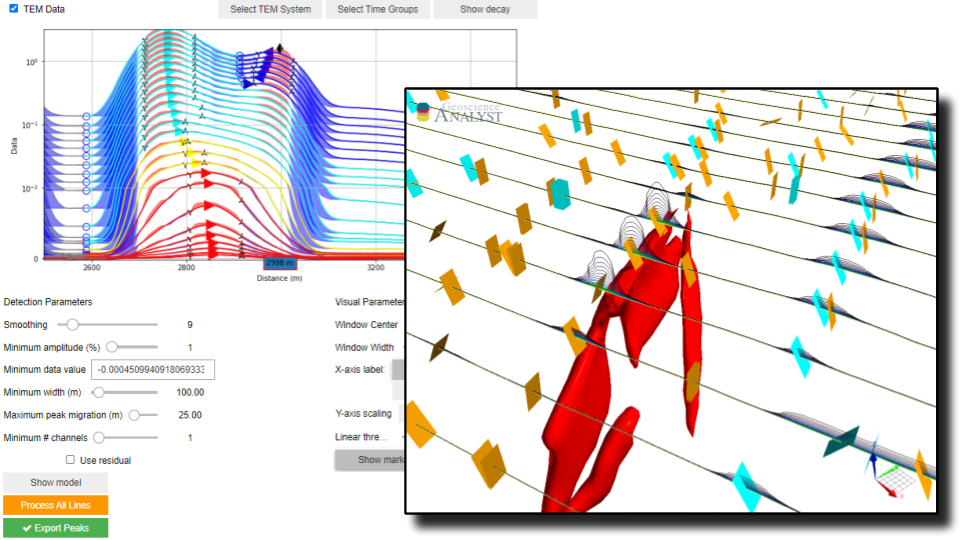 TEM Data
Select TEM System
Select Time Groups
Show decay
10⁰
10⁻¹
10⁻²
0
Data
2600
2800
2998 m
3200
Distance (m)
Geoscience
ANALYST
Detection Parameters
Smoothing 9
Minimum amplitude (%) 1
Minimum data value -0.0004509940918069333
Minimum width (m) 100.00
Maximum peak migration (m) 25.00
Minimum # channels 1
Use residual
Show model
Process All Lines
Export Peaks
Visual Parameter
Window Center
Window Width
X-axis label:
Y-axis scaling
Linear thre...
Show mark